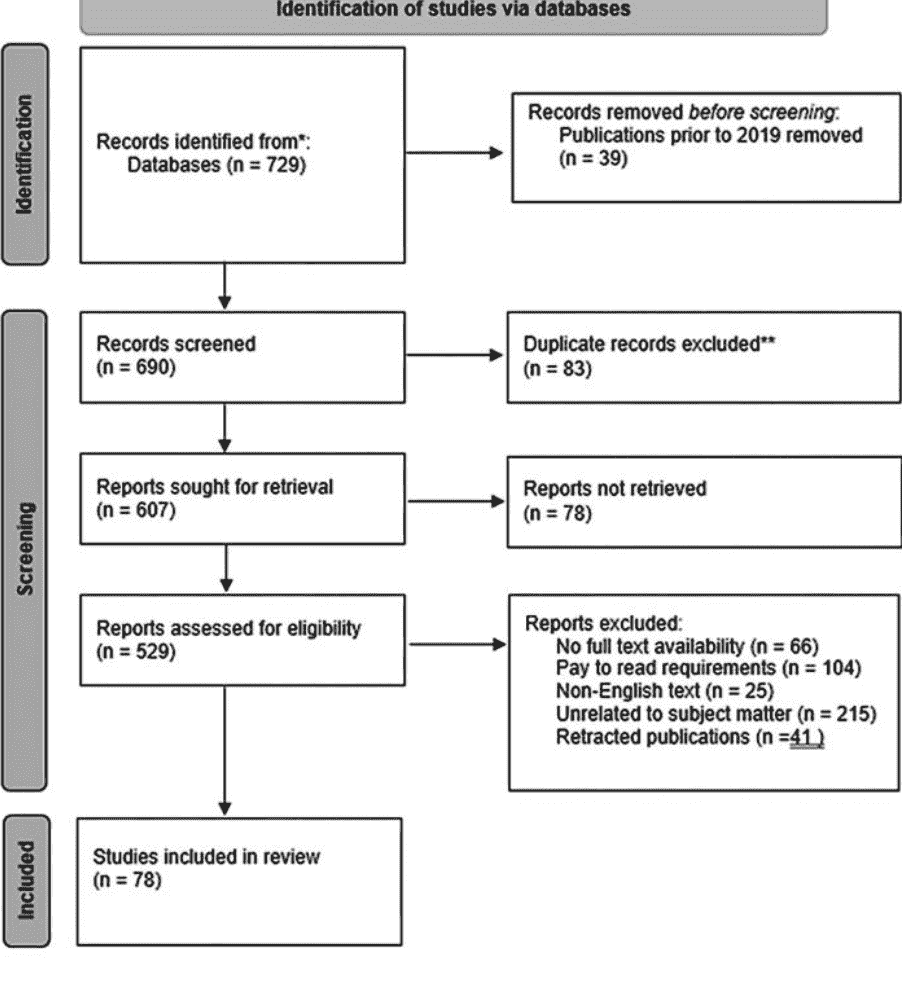 Identification of studies via databases
Identification
Records identified from*:
Databases (n = 729)
Records removed before screening:
Publications prior to 2019 removed
(n = 39)
Screening
Records screened
(n = 690)
Duplicate records excluded**
(n = 83)
Reports sought for retrieval
(n = 607)
Reports not retrieved
(n = 78)
Reports assessed for eligibility
(n = 529)
Reports excluded:
No full text availability (n = 66)
Pay to read requirements (n = 104)
Non-English text (n = 25)
Unrelated to subject matter (n = 215)
Retracted publications (n =41 )
Included
Studies included in review
(n = 78)